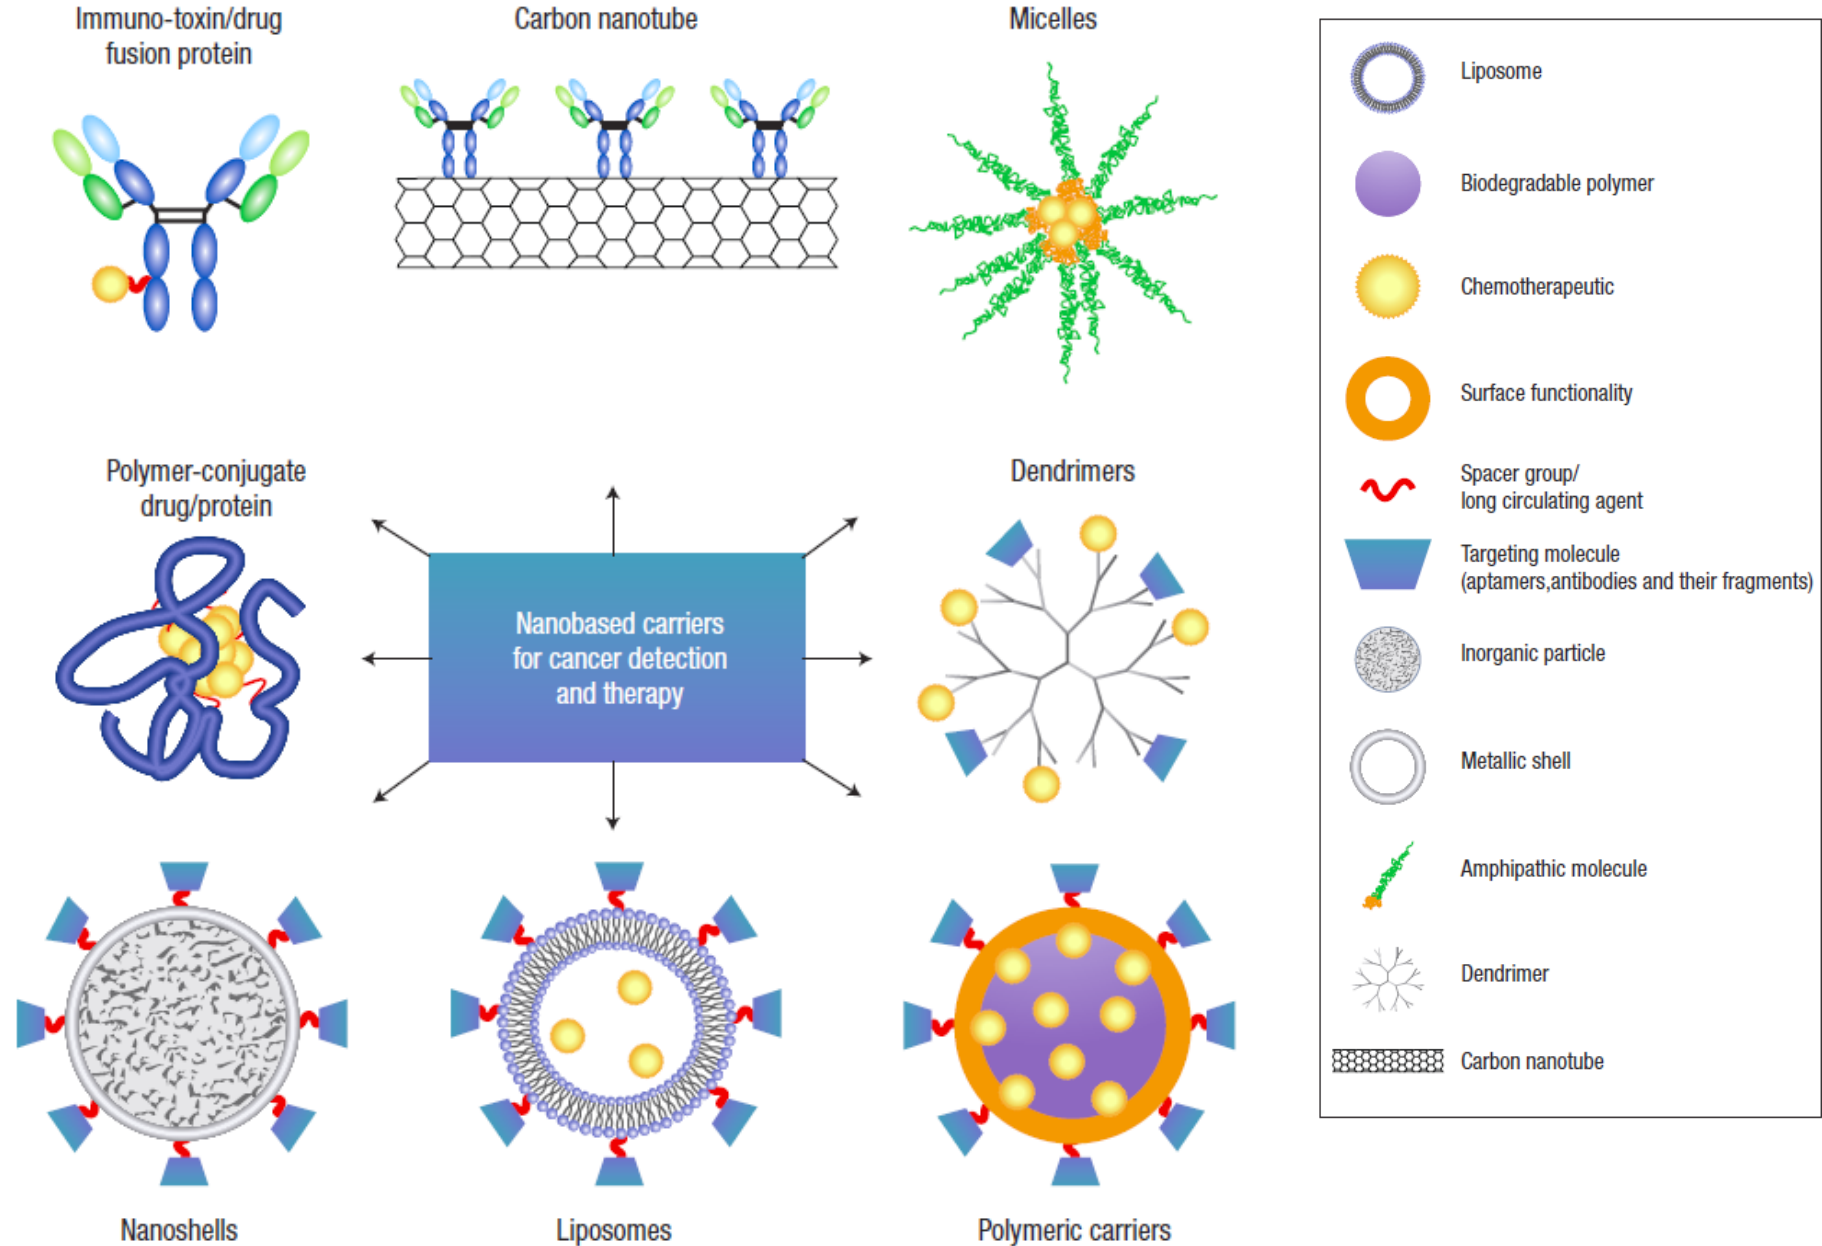 Immuno-toxin/drug
fusion protein
Carbon nanotube
Micelles
Polymer-conjugate
drug/protein
Nanobased carriers
for cancer detection
and therapy
Dendrimers
Nanoshells
Liposomes
Polymeric carriers
Liposome
Biodegradable polymer
Chemotherapeutic
Surface functionality
Spacer group/
long circulating agent
Targeting molecule
(aptamers,antibodies and their fragments)
Inorganic particle
Metallic shell
Amphipathic molecule
Dendrimer
Carbon nanotube